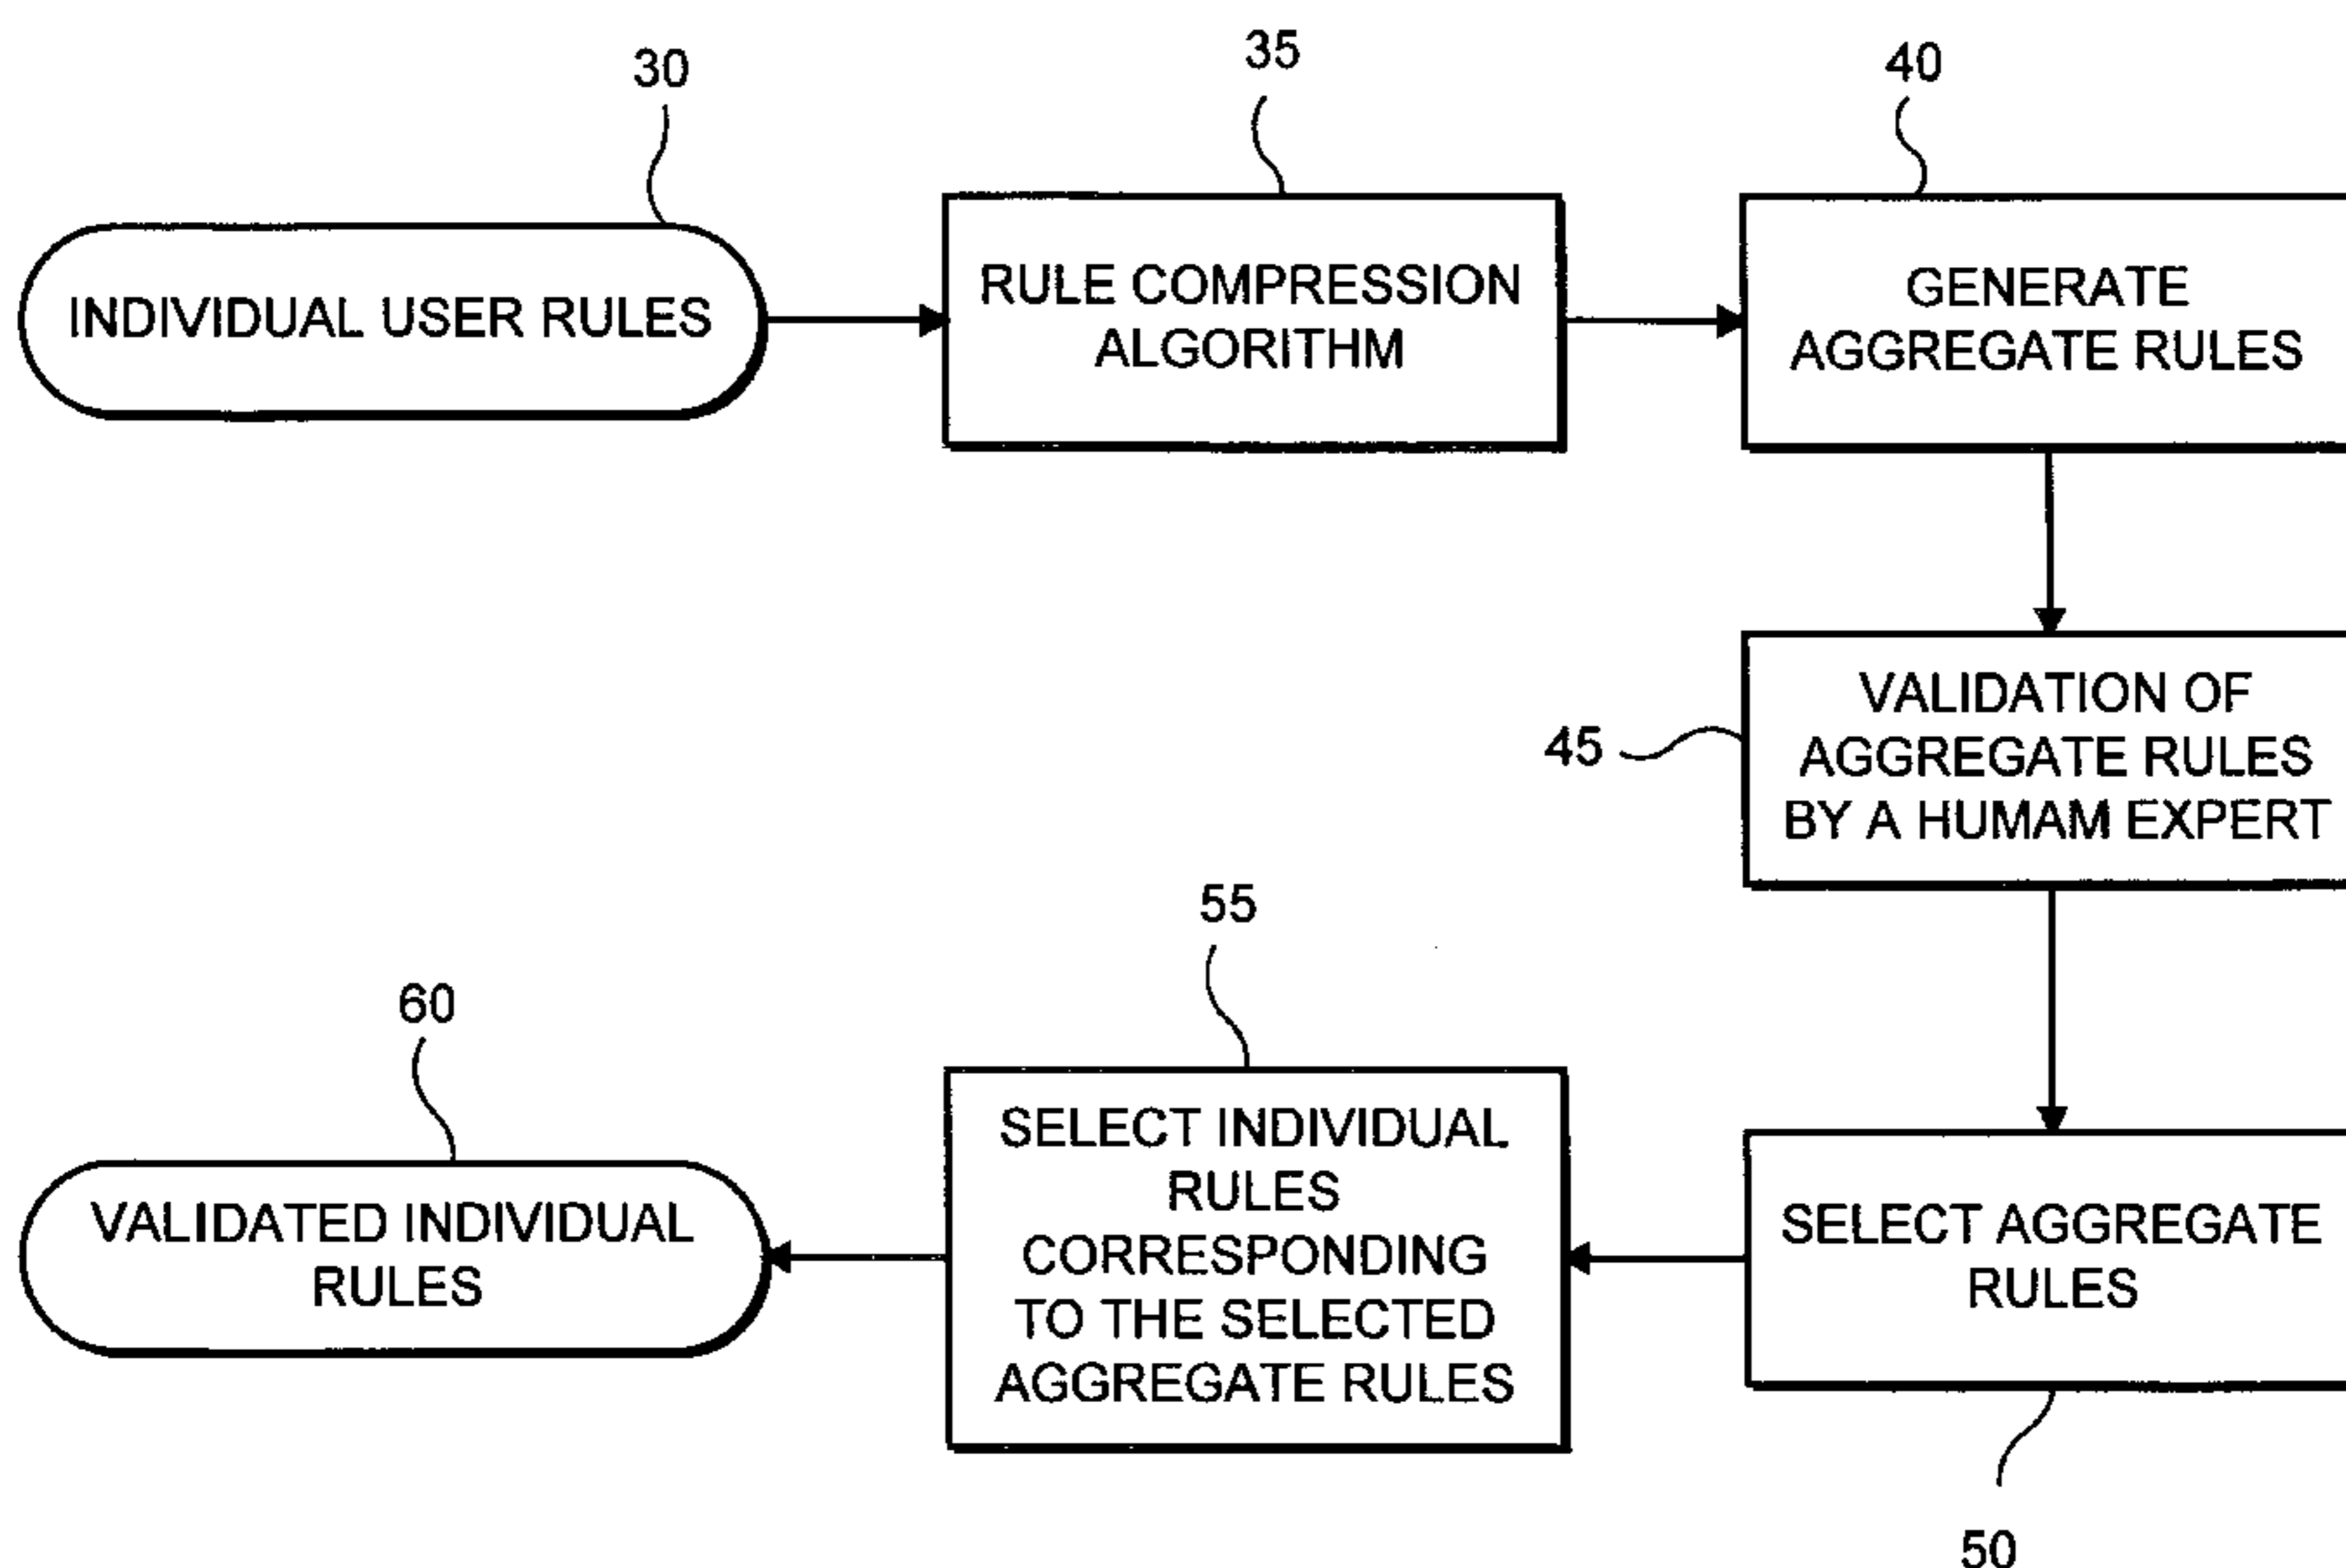 30
INDIVIDUAL USER RULES
35
RULE COMPRESSION
ALGORITHM
40
GENERATE
AGGREGATE RULES
45
VALIDATION OF
AGGREGATE RULES
BY A HUMAM EXPERT
50
SELECT AGGREGATE
RULES
55
SELECT INDIVIDUAL
RULES
CORRESPONDING
TO THE SELECTED
AGGREGATE RULES
60
VALIDATED INDIVIDUAL
RULES